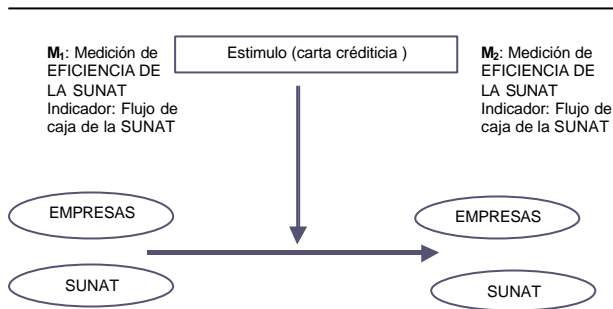 M₁: Medición de
EFICIENCIA DE
LA SUNAT
Indicador: Flujo de
caja de la SUNAT
Estimulo (carta créditicia )
M₂: Medición de
EFICIENCIA DE
LA SUNAT
Indicador: Flujo de
caja de la SUNAT
EMPRESAS
EMPRESAS
SUNAT
SUNAT